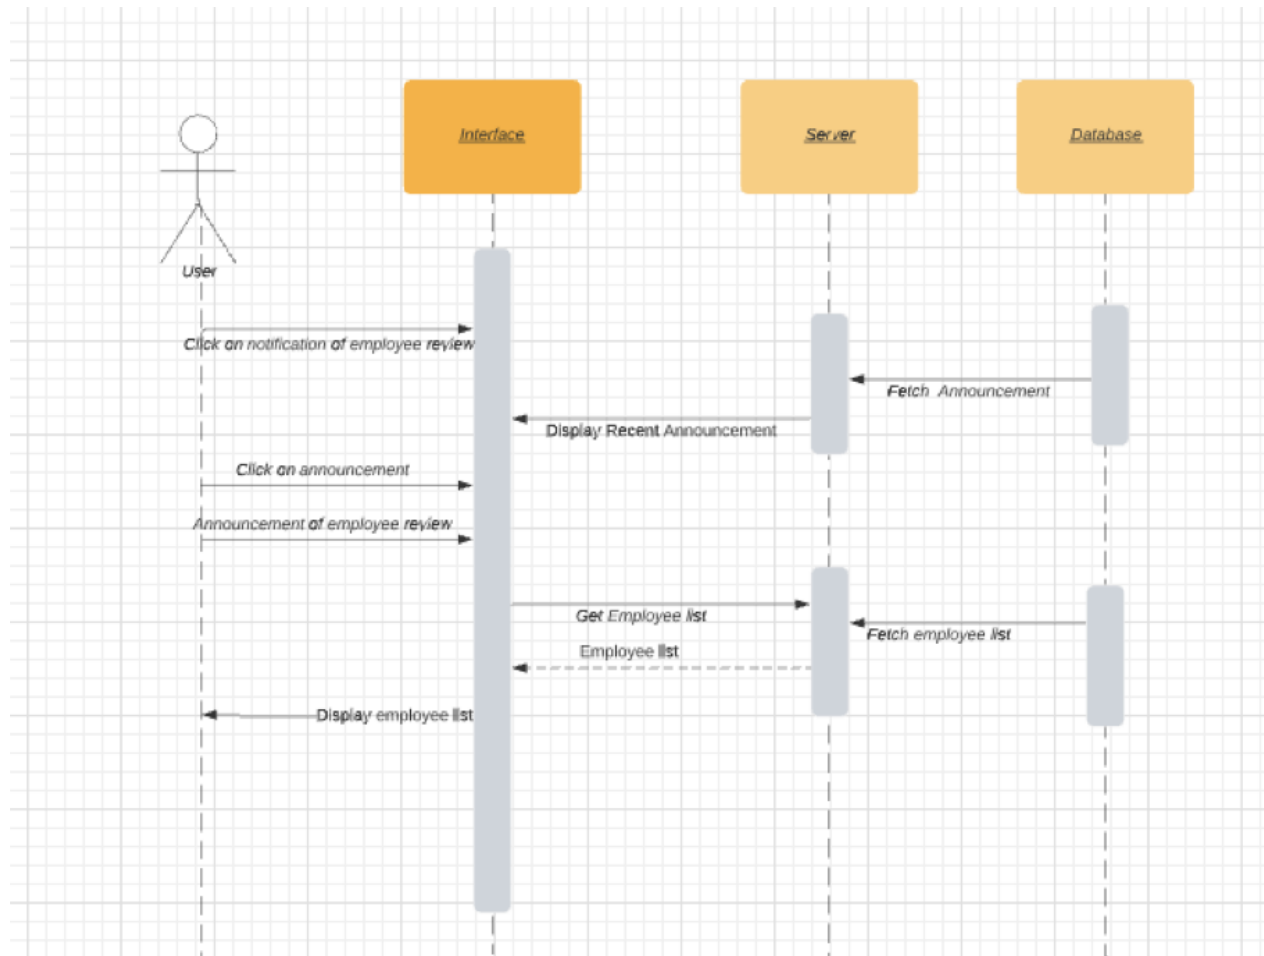 Interface
Server
Database
User
Click on notification of employee review
Fetch Announcement
Display Recent Announcement
Click on announcement
Announcement of employee review
Get Employee list
Fetch employee list
Employee list
Display employee list